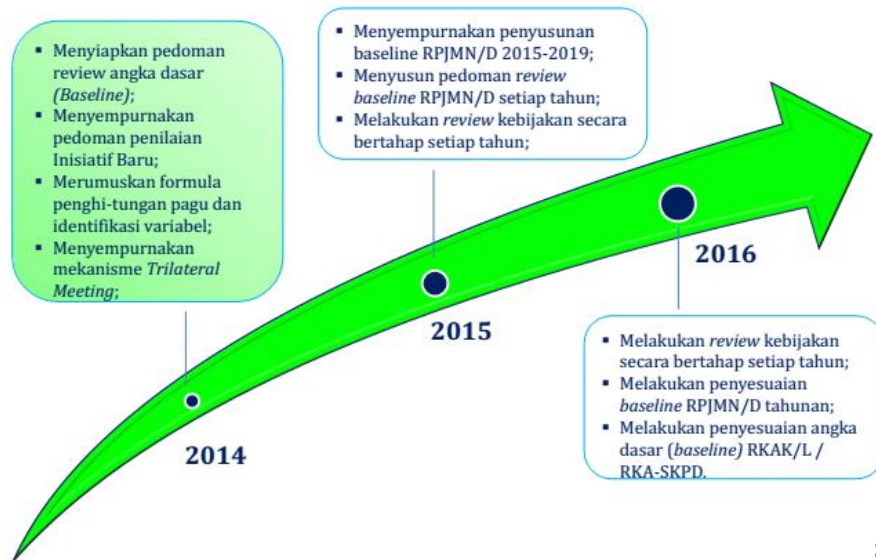 ▪ Menyiapkan pedoman
review angka dasar
(Baseline);
▪ Menyempurnakan
pedoman penilaian
Inisiatif Baru;
▪ Merumuskan formula
penghi-tungan pagu dan
identifikasi variabel;
▪ Menyempurnakan
mekanisme Trilateral
Meeting;
2014
▪ Menyempurnakan penyusunan
baseline RPJMN/D 2015-2019;
▪ Menyusun pedoman review
baseline RPJMN/D setiap tahun;
▪ Melakukan review kebijakan secara
bertahap setiap tahun;
2015
2016
▪ Melakukan review kebijakan
secara bertahap setiap tahun;
▪ Melakukan penyesuaian
baseline RPJMN/D tahunan;
▪ Melakukan penyesuaian angka
dasar (baseline) RKAK/L /
RKA-SKPD.